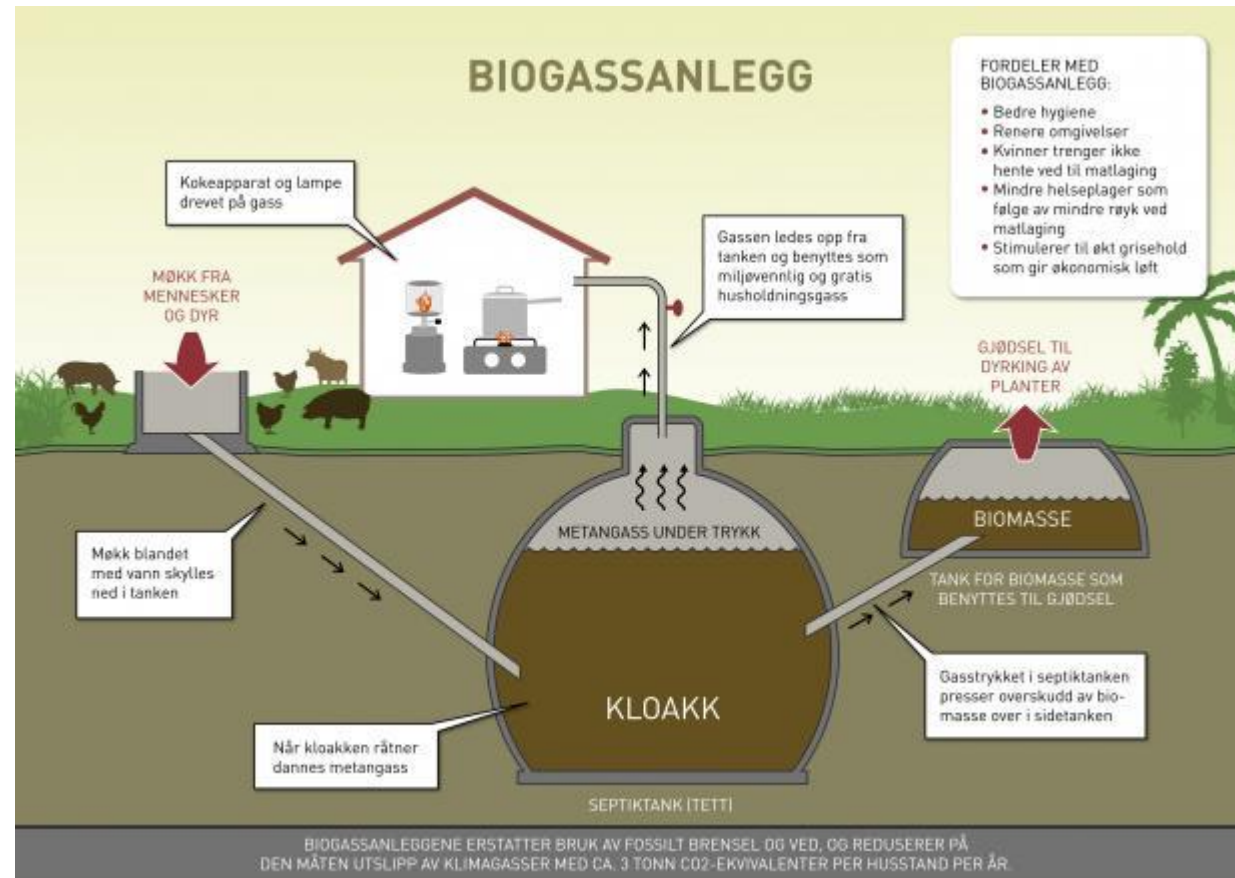 BIOGASSANLEGG
FORDELER MED
BIOGASSANLEGG:
• Bedre hygiene
• Renere omgivelser
• Kvinner trenger ikke
hente ved til matlaging
• Mindre helseplager som
følge av mindre røyk ved
matlaging
• Stimulerer til økt grisehold
som gir økonomisk løft
Kokeapparat og lampe
drevet på gass
Gassen ledes opp fra
tanken og benyttes som
miljøvennlig og gratis
husholdningsgass
MØKK FRA
MENNESKER
OG DYR
GJØDSEL TIL
DYRKING AV
PLANTER
METANGASS UNDER TRYKK
BIOMASSE
Møkk blandet
med vann skylles
ned i tanken
TANK FOR BIOMASSE SOM
BENYTTES TIL GJØDSEL
KLOAKK
Gasstrykket i septiktanken
presser overskudd av bio-
masse over i sidetanken
Når kloakken råtner
dannes metangass
SEPTIKTANK (TETT)
BIOGASSANLEGGENE ERSTATTER BRUK AV FOSSILT BRENSEL OG VED, OG REDUSERER PÅ
DEN MÅTEN UTSLIPP AV KLIMAGASSER MED CA. 3 TONN CO2-EKVIVALENTER PER HUSSTAND PER ÅR.